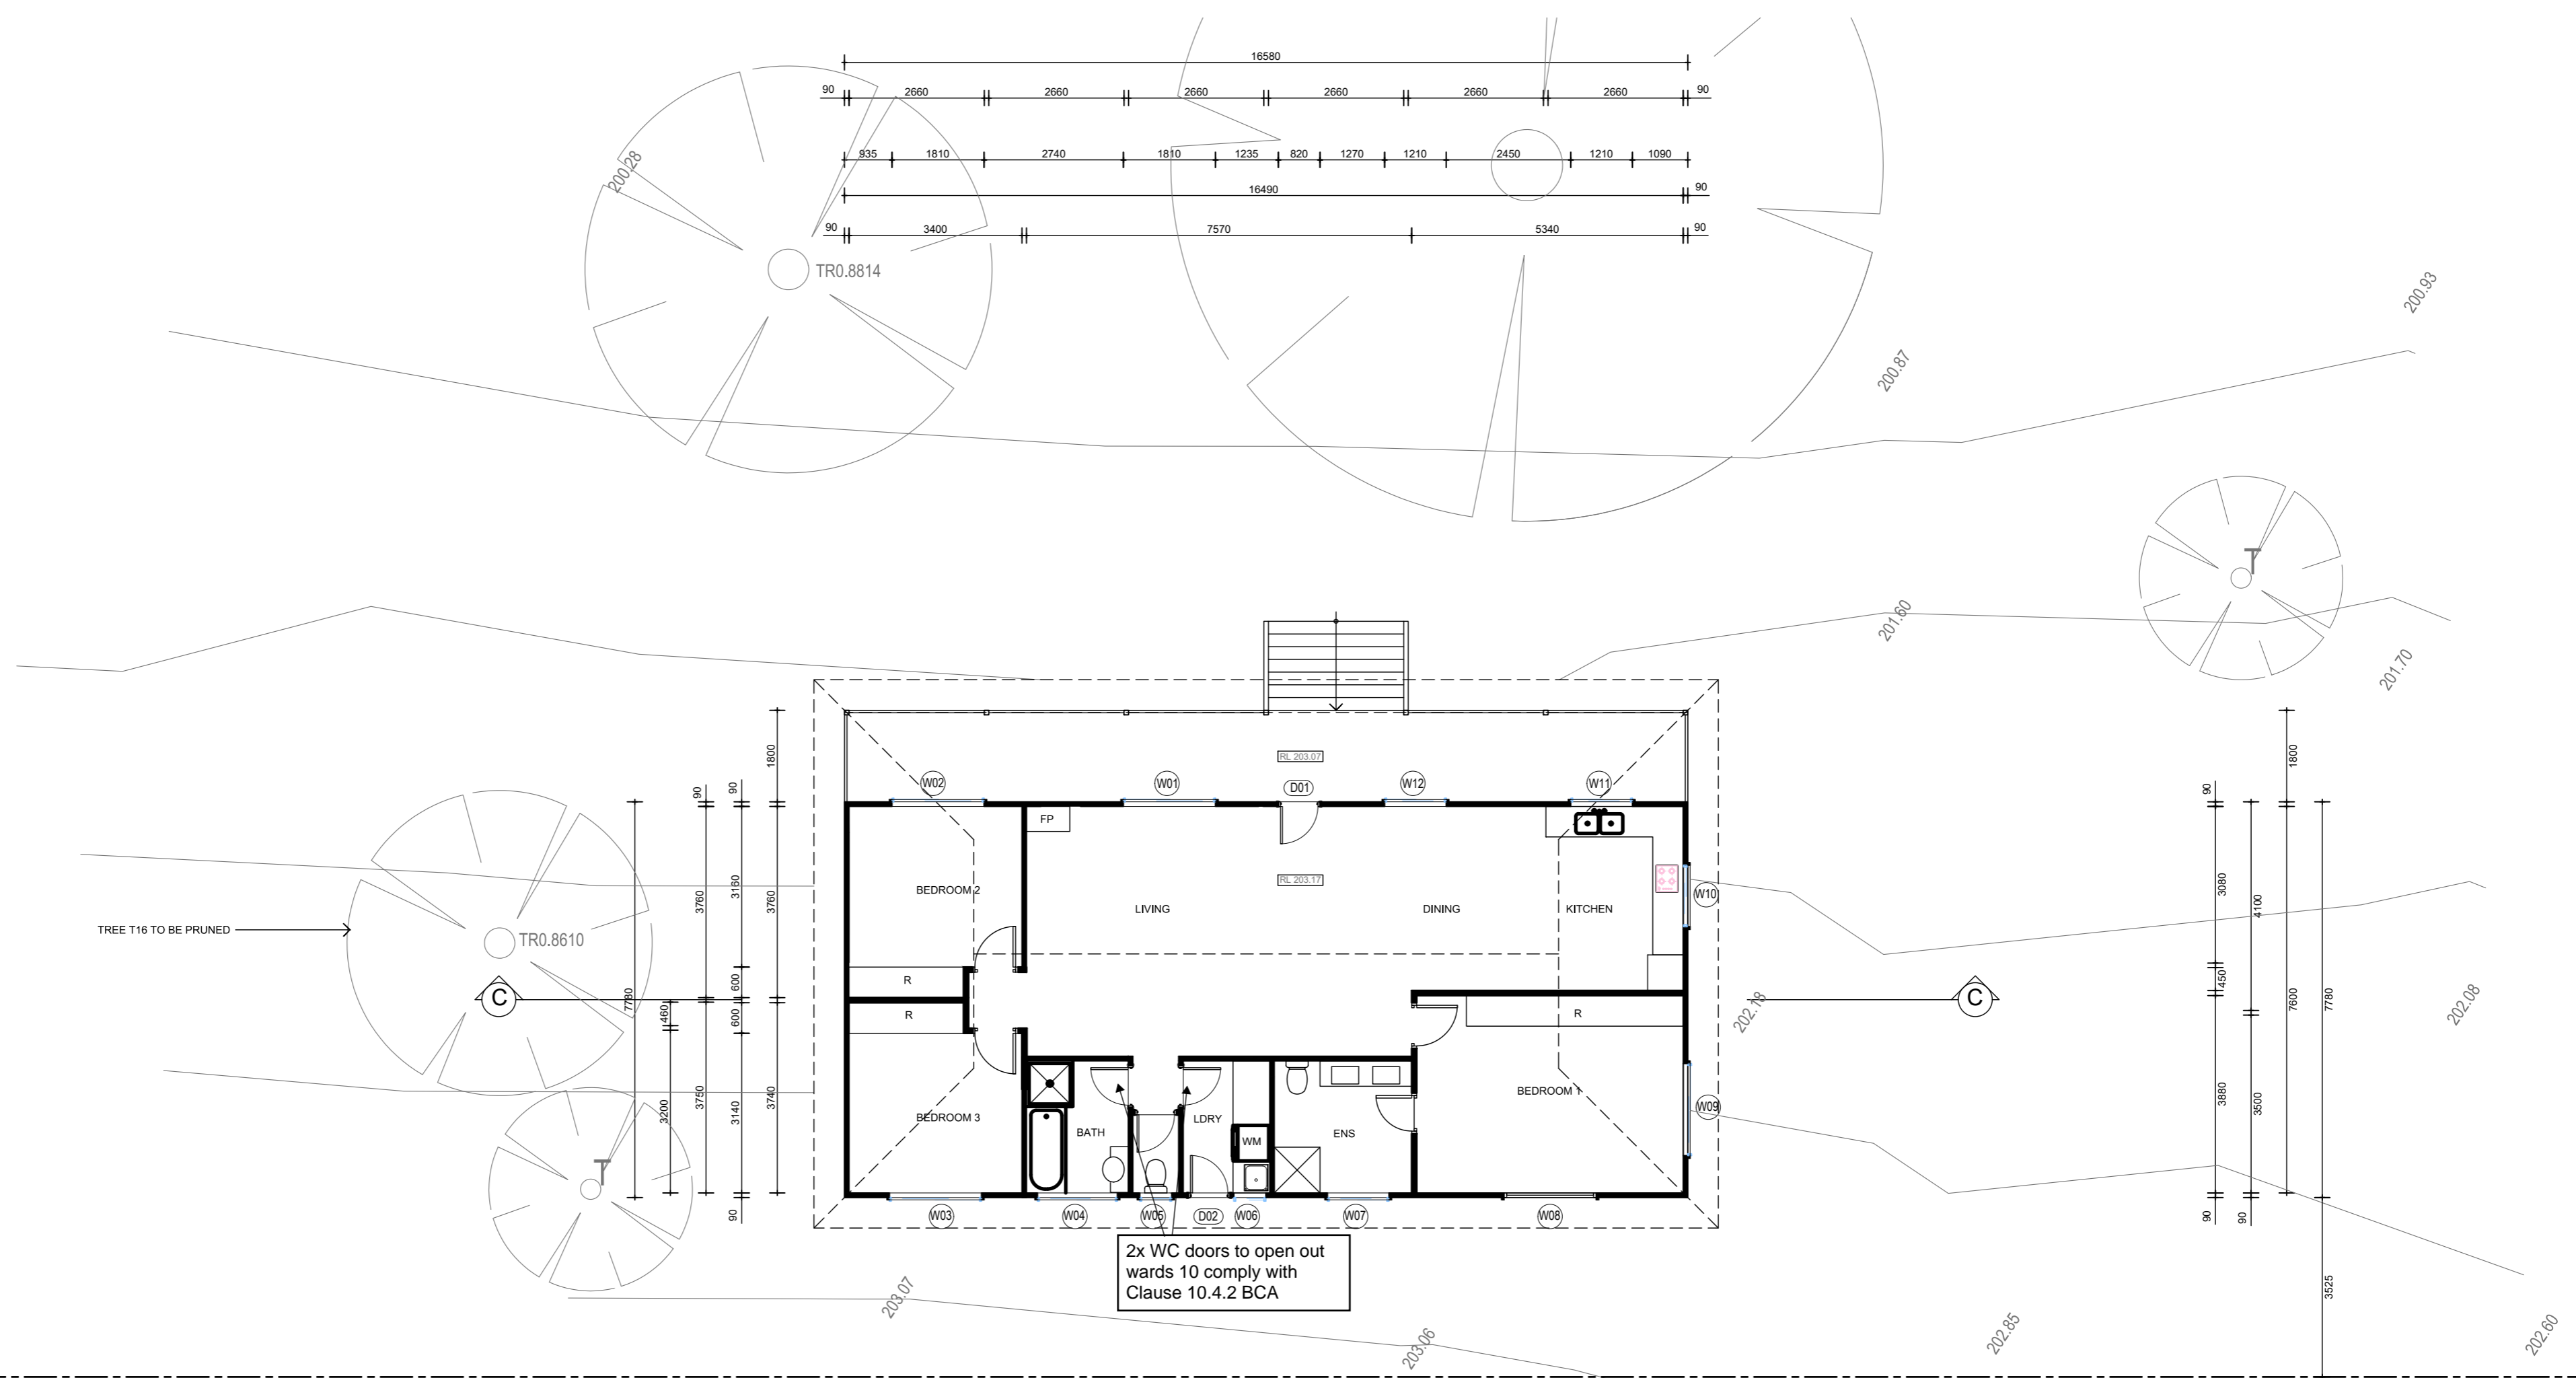 16580
90 2660 2660 2660 2660 2660 2660 90
935 1810 2740 1810 1235 820 1270 1210 2450 1210 1090
16490 90
90 3400 7570 5340 90
200.28
TR0.8814
200.93
200.87
T
201.60
201.70
1800
90
90
3760
3160
3760
600
7780
460
600
3200
3750
3140
3740
90
TREE T16 TO BE PRUNED
TR0.8610
C
T
RL 203.07
W02 W01 D01 W12 W11
FP
BEDROOM 2
RL 203.17
LIVING
DINING
KITCHEN
W10
R
R
R
BEDROOM 3
BATH
LDRY
WM
ENS
BEDROOM 1
W09
W03 W04 W05 D02 W06 W07 W08
2x WC doors to open out
wards 10 comply with
Clause 10.4.2 BCA
202.18
C
1800
90
3080
4100
450
7600
7780
3880
3500
90
90
3525
202.08
203.07
203.06
202.85
202.60